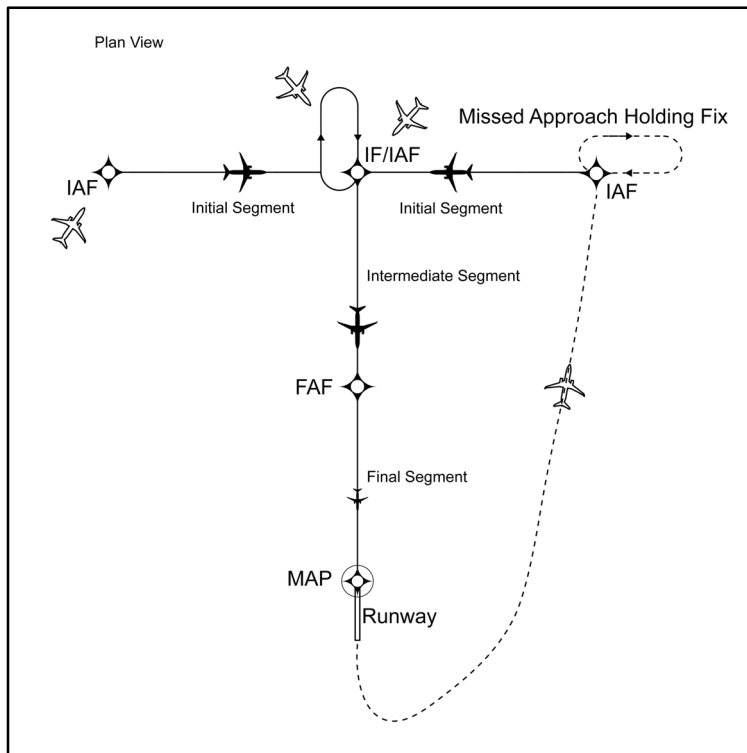 Plan View
Missed Approach Holding Fix
IF/IAF
IAF
IAF
Initial Segment
Initial Segment
Intermediate Segment
FAF
Final Segment
MAP
Runway